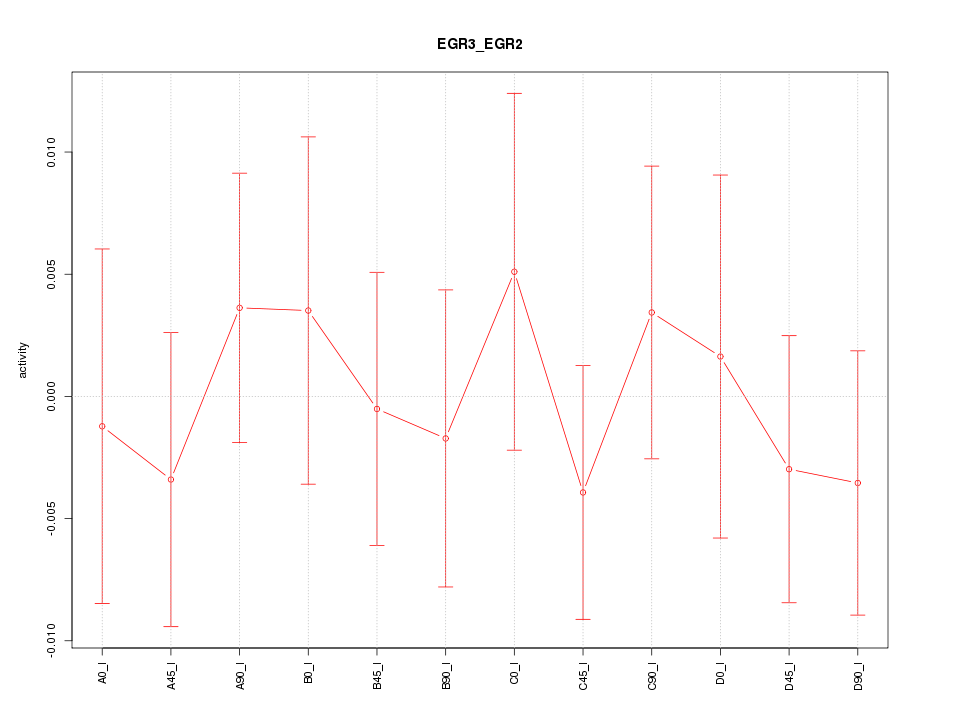 EGR3_EGR2
activity
0.010
0.005
0.000
-0.005
-0.010
A0_I
A45_I
A90_I
B0_I
B45_I
B90_I
C0_I
C45_I
C90_I
D0_I
D45_I
D90_I